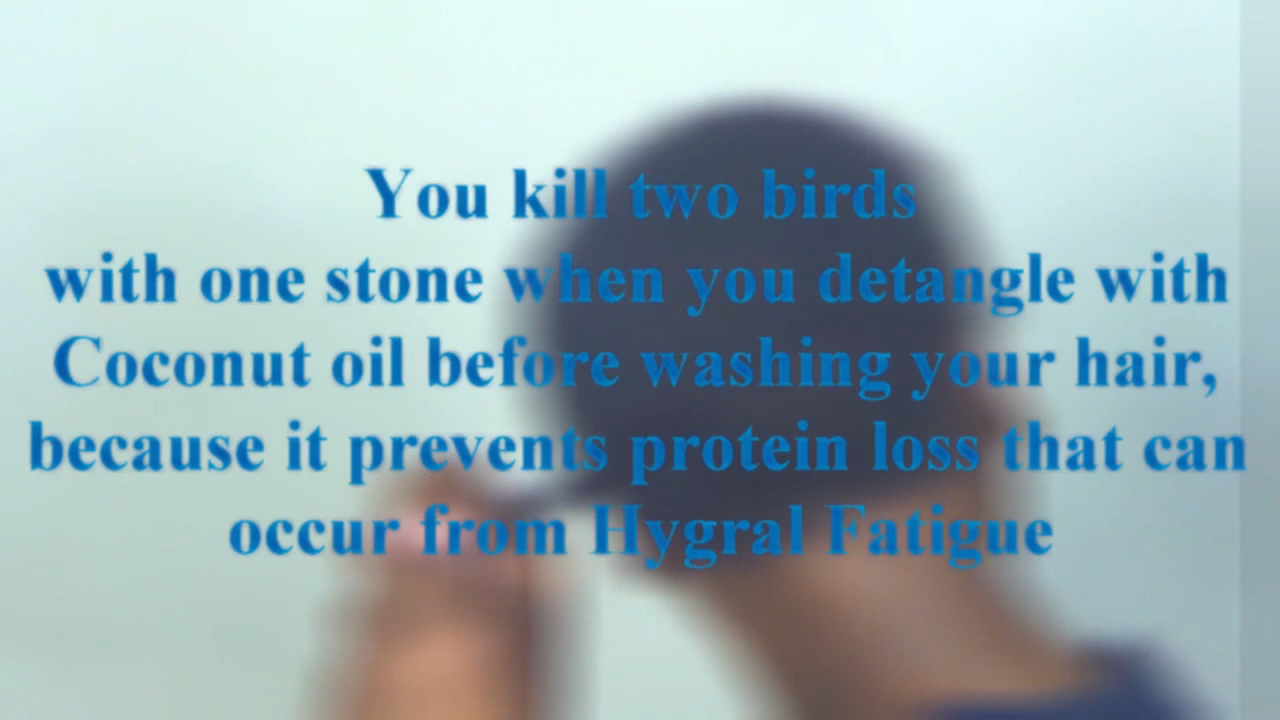 You kill two birds
with one stone when you detangle with
Coconut oil before washing your hair,
because it prevents protein loss that can
occur from Hygral Fatigue